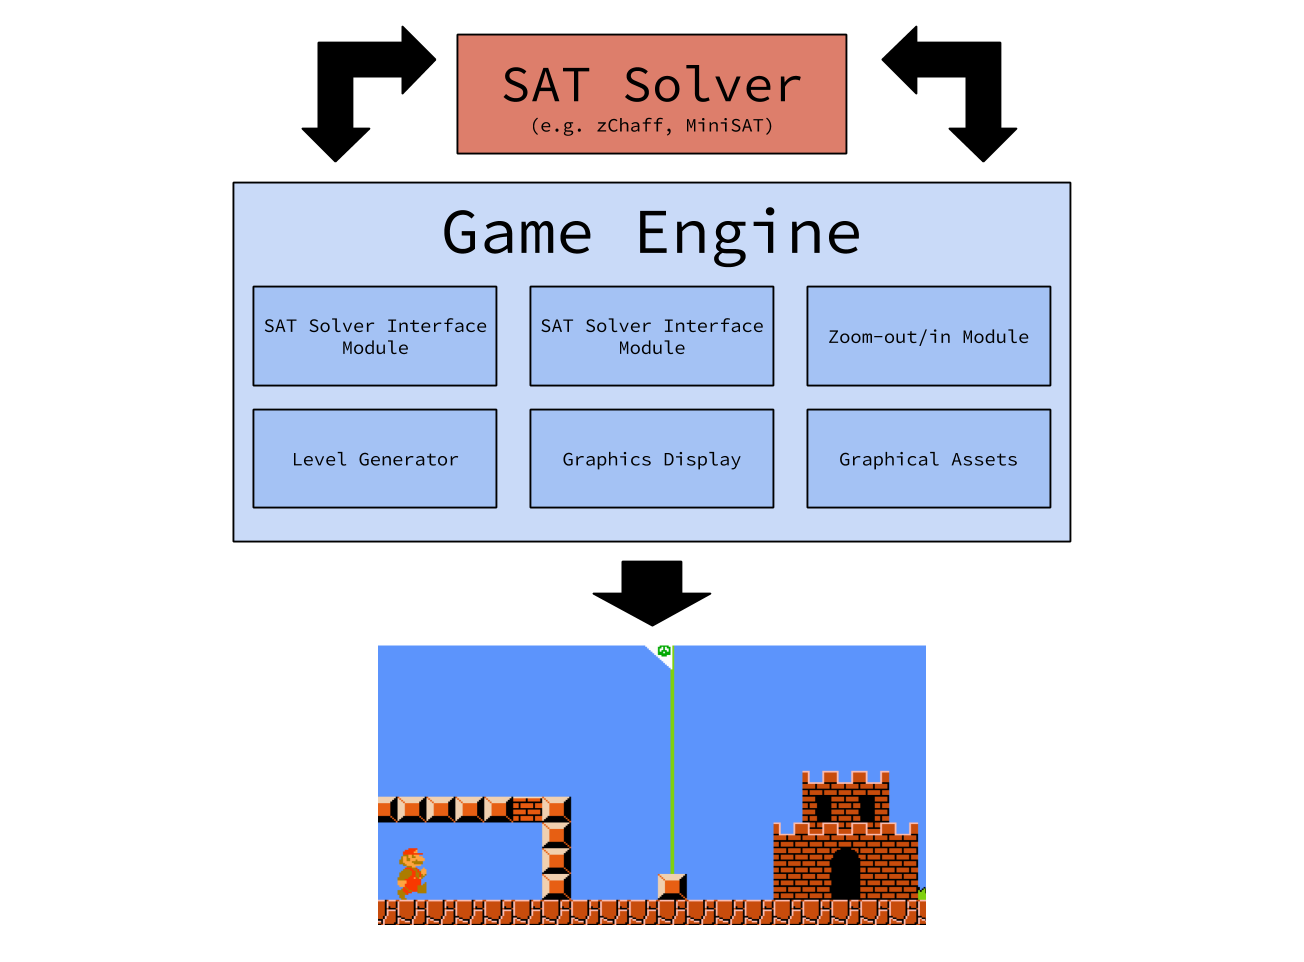 SAT Solver
(e.g. zChaff, MiniSAT)
Game Engine
SAT Solver Interface
Module
SAT Solver Interface
Module
Zoom-out/in Module
Level Generator
Graphics Display
Graphical Assets